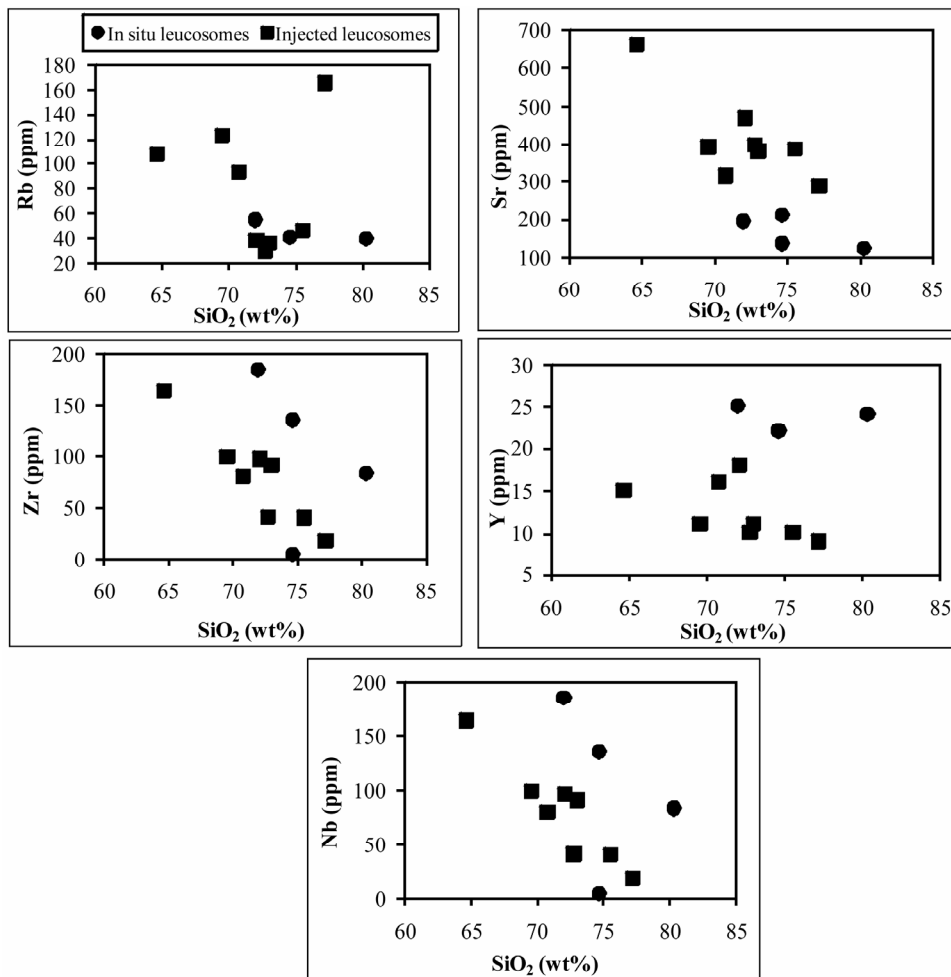 In situ leucosomes Injected leucosomes
Rb (ppm)
180
160
140
120
100
80
60
40
20
60 65 70 75 80 85
SiO₂ (wt%)
Sr (ppm)
700
600
500
400
300
200
100
60 65 70 75 80 85
SiO₂ (wt%)
Zr (ppm)
200
150
100
50
0
60 65 70 75 80 85
SiO₂ (wt%)
Y (ppm)
30
25
20
15
10
5
60 65 70 75 80 85
SiO₂ (wt%)
Nb (ppm)
200
150
100
50
0
60 65 70 75 80 85
SiO₂ (wt%)